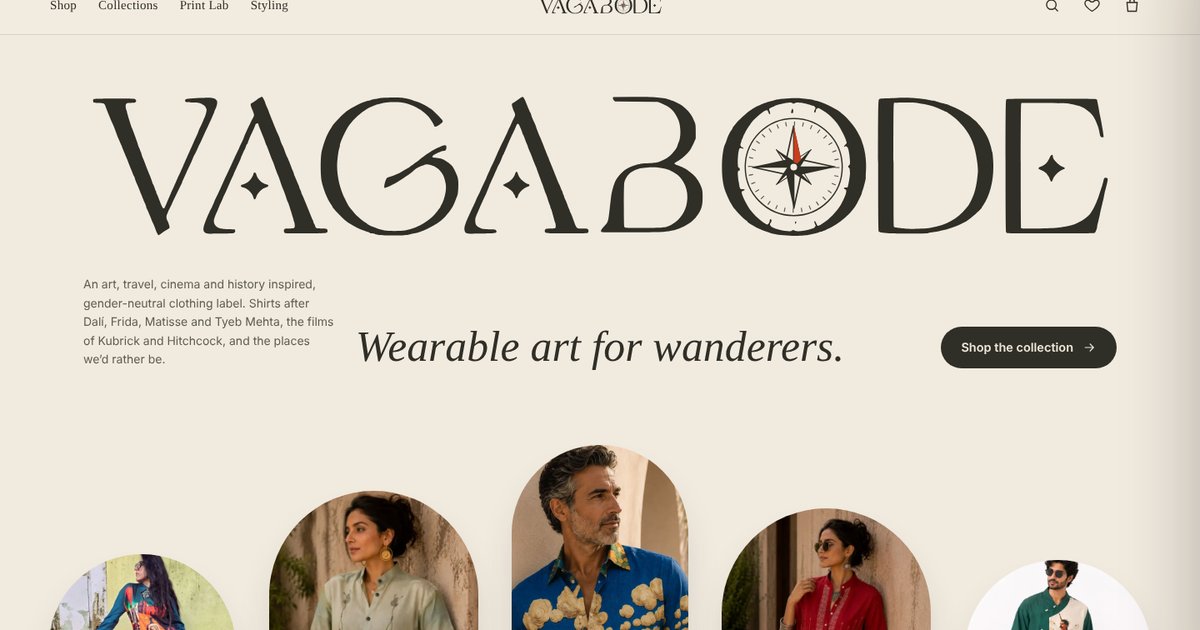 Shop Collections Print Lab Styling
VAGABODE
VAGABODE
An art, travel, cinema and history inspired,
gender-neutral clothing label. Shirts after
Dalí, Frida, Matisse and Tyeb Mehta, the films
of Kubrick and Hitchcock, and the places
we’d rather be.
Wearable art for wanderers.
Shop the collection →